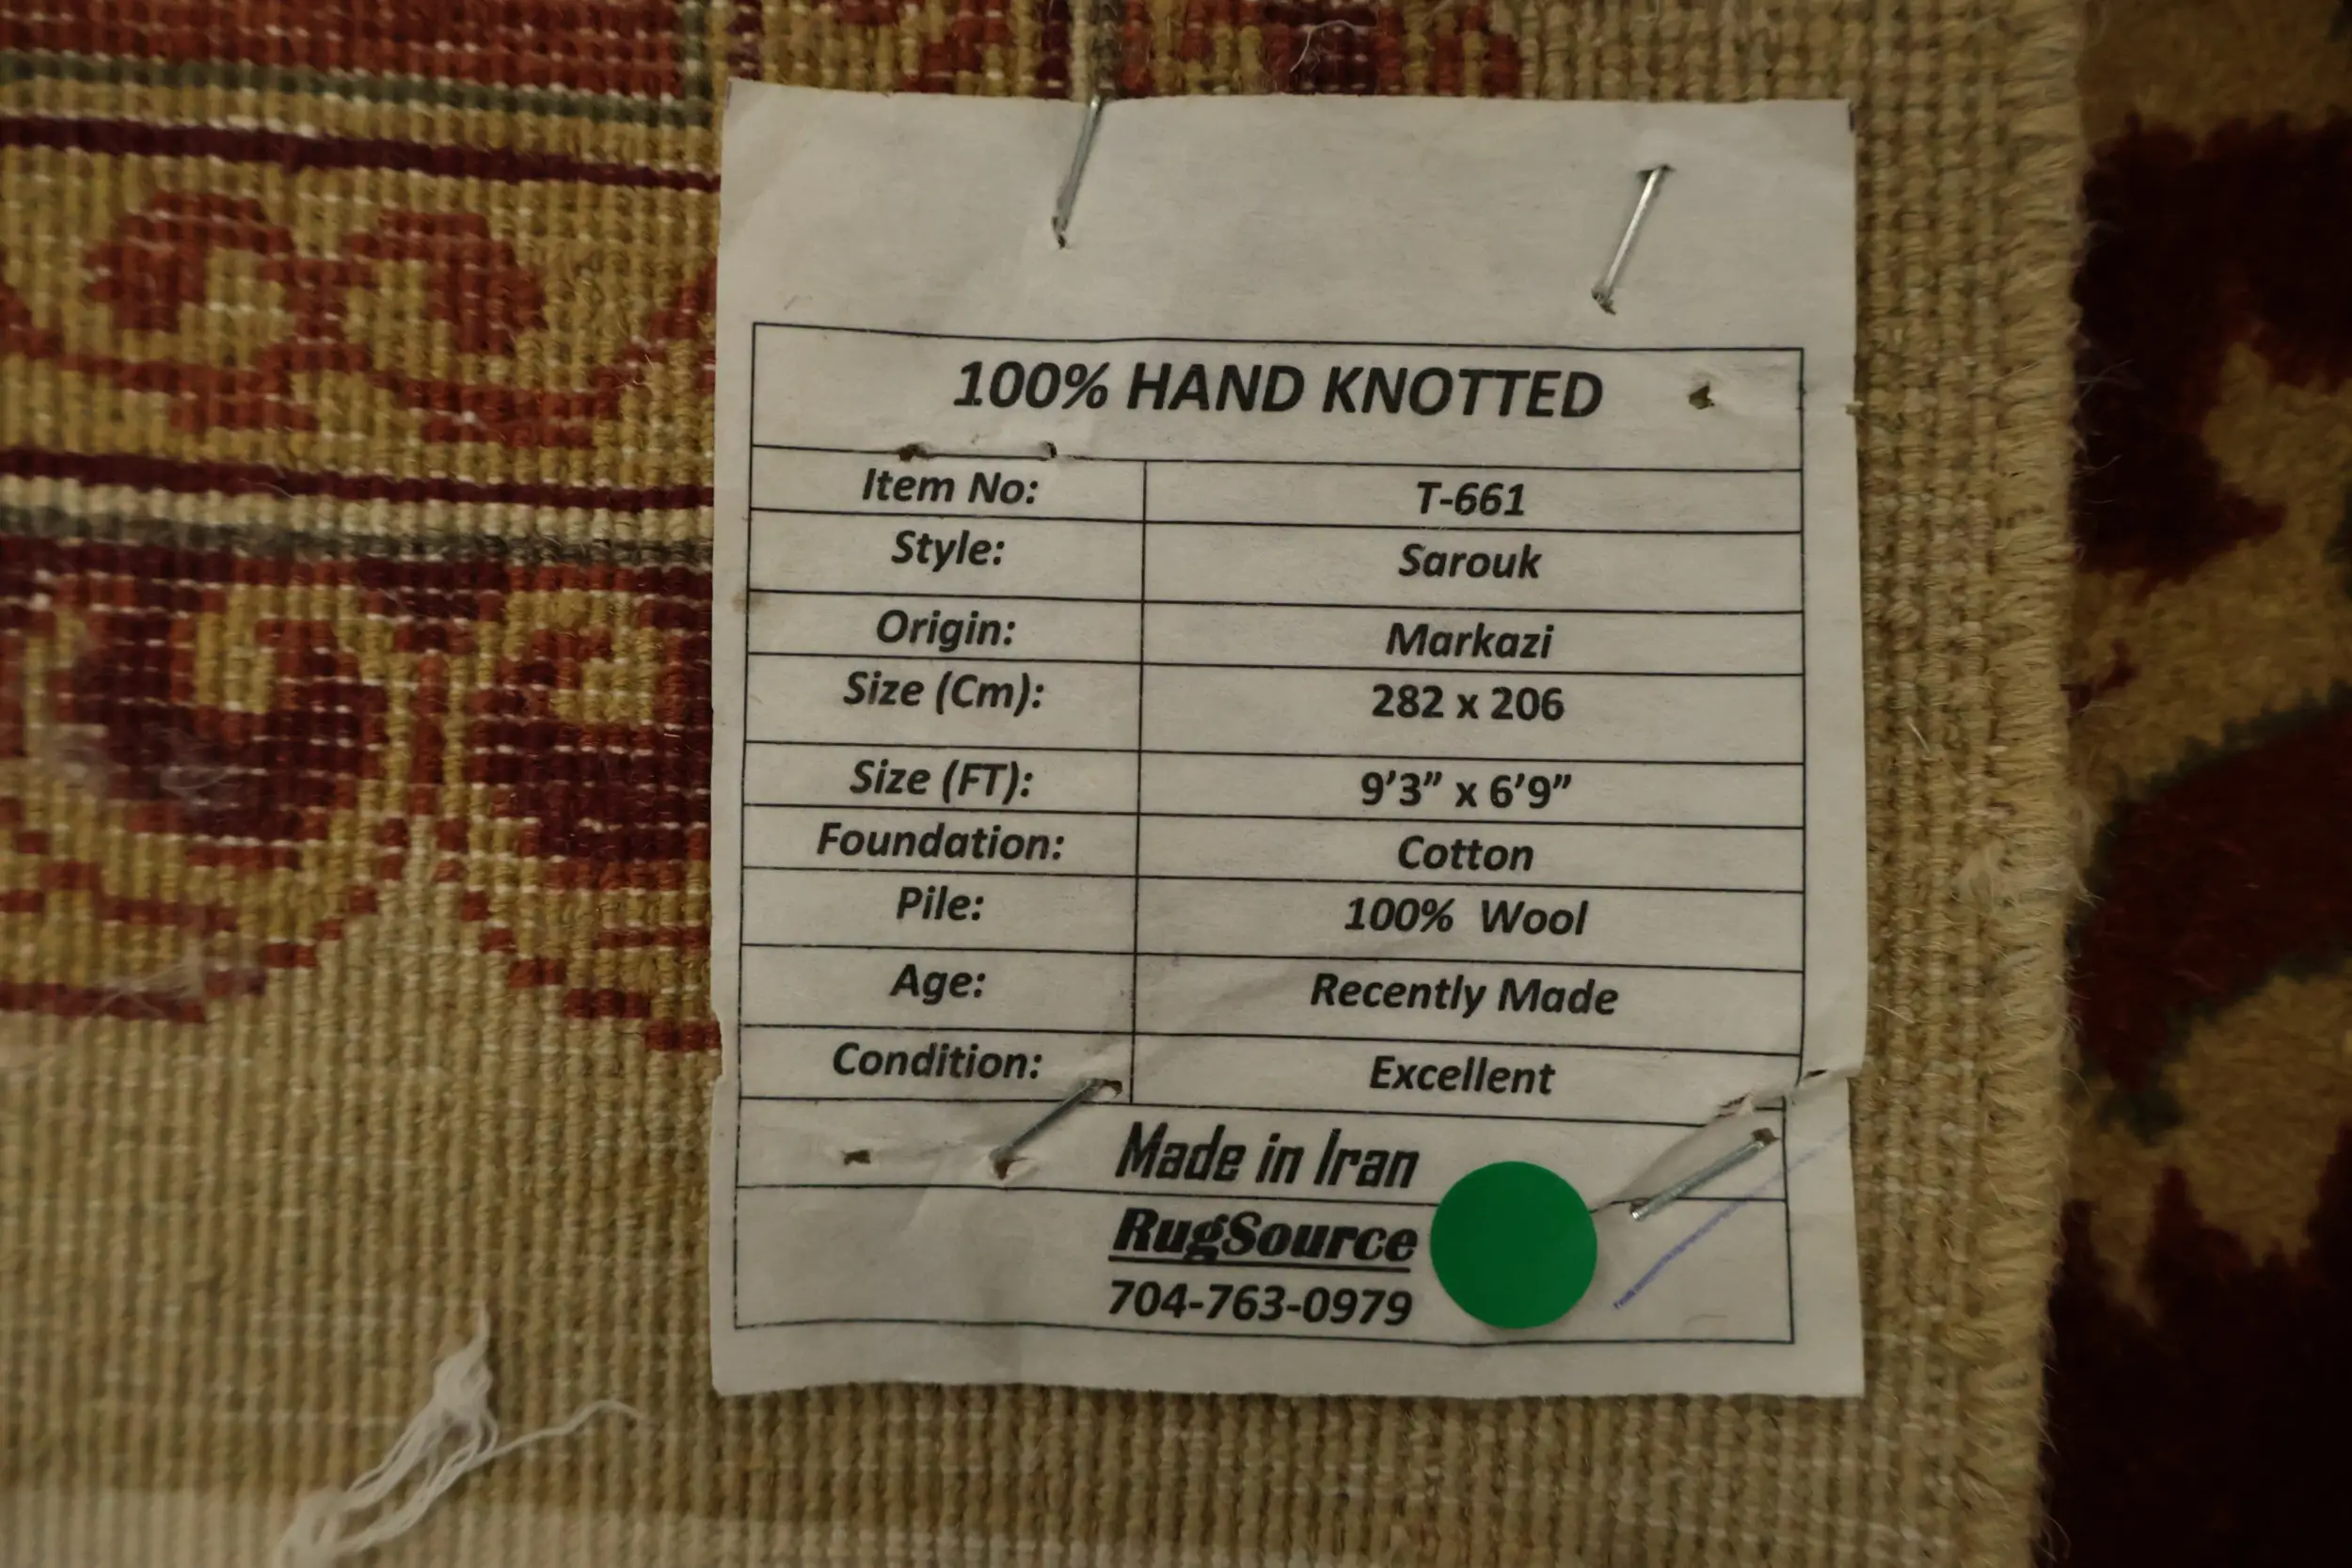 100% HAND KNOTTED
Item No: T-661
Style: Sarouk
Origin: Markazi
Size (Cm): 282 x 206
Size (FT): 9’3” x 6’9”
Foundation: Cotton
Pile: 100% Wool
Age: Recently Made
Condition: Excellent
Made in Iran
RugSource
704-763-0979